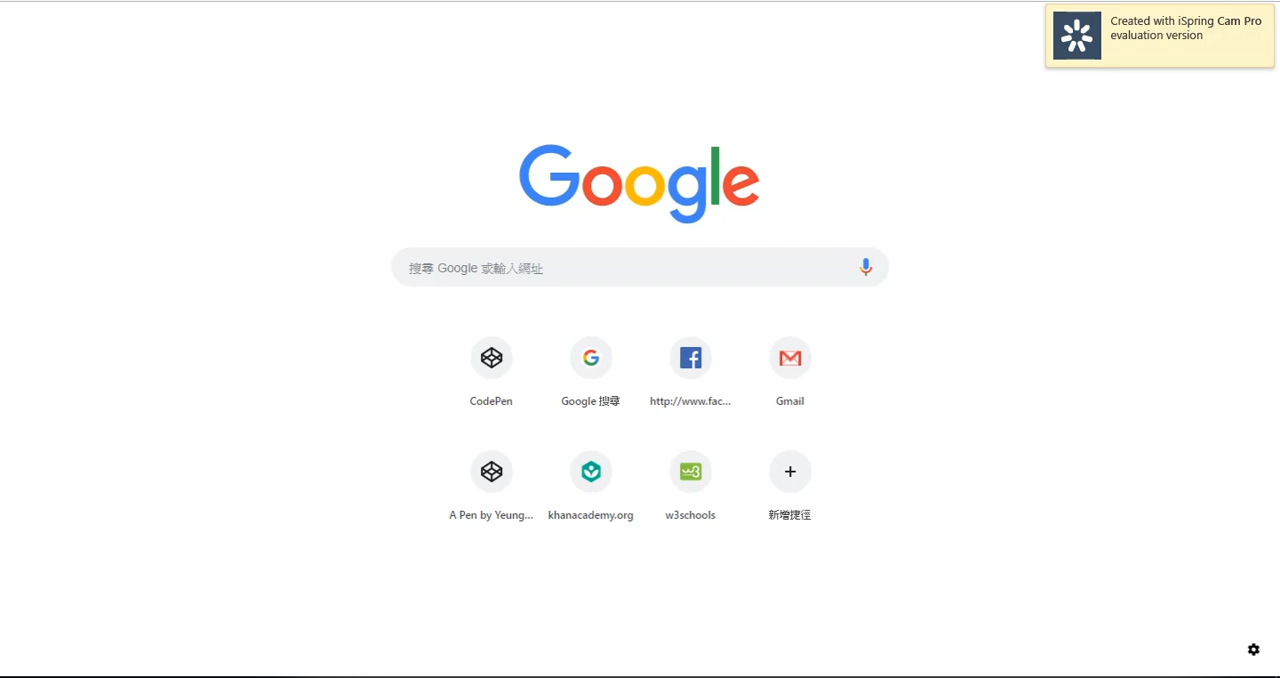 Created with iSpring Cam Pro
evaluation version
Google
搜尋 Google 或輸入網址
CodePen
Google 搜尋
http://www.fac...
Gmail
A Pen by Yeung...
khanacademy.org
w3schools
新增捷徑